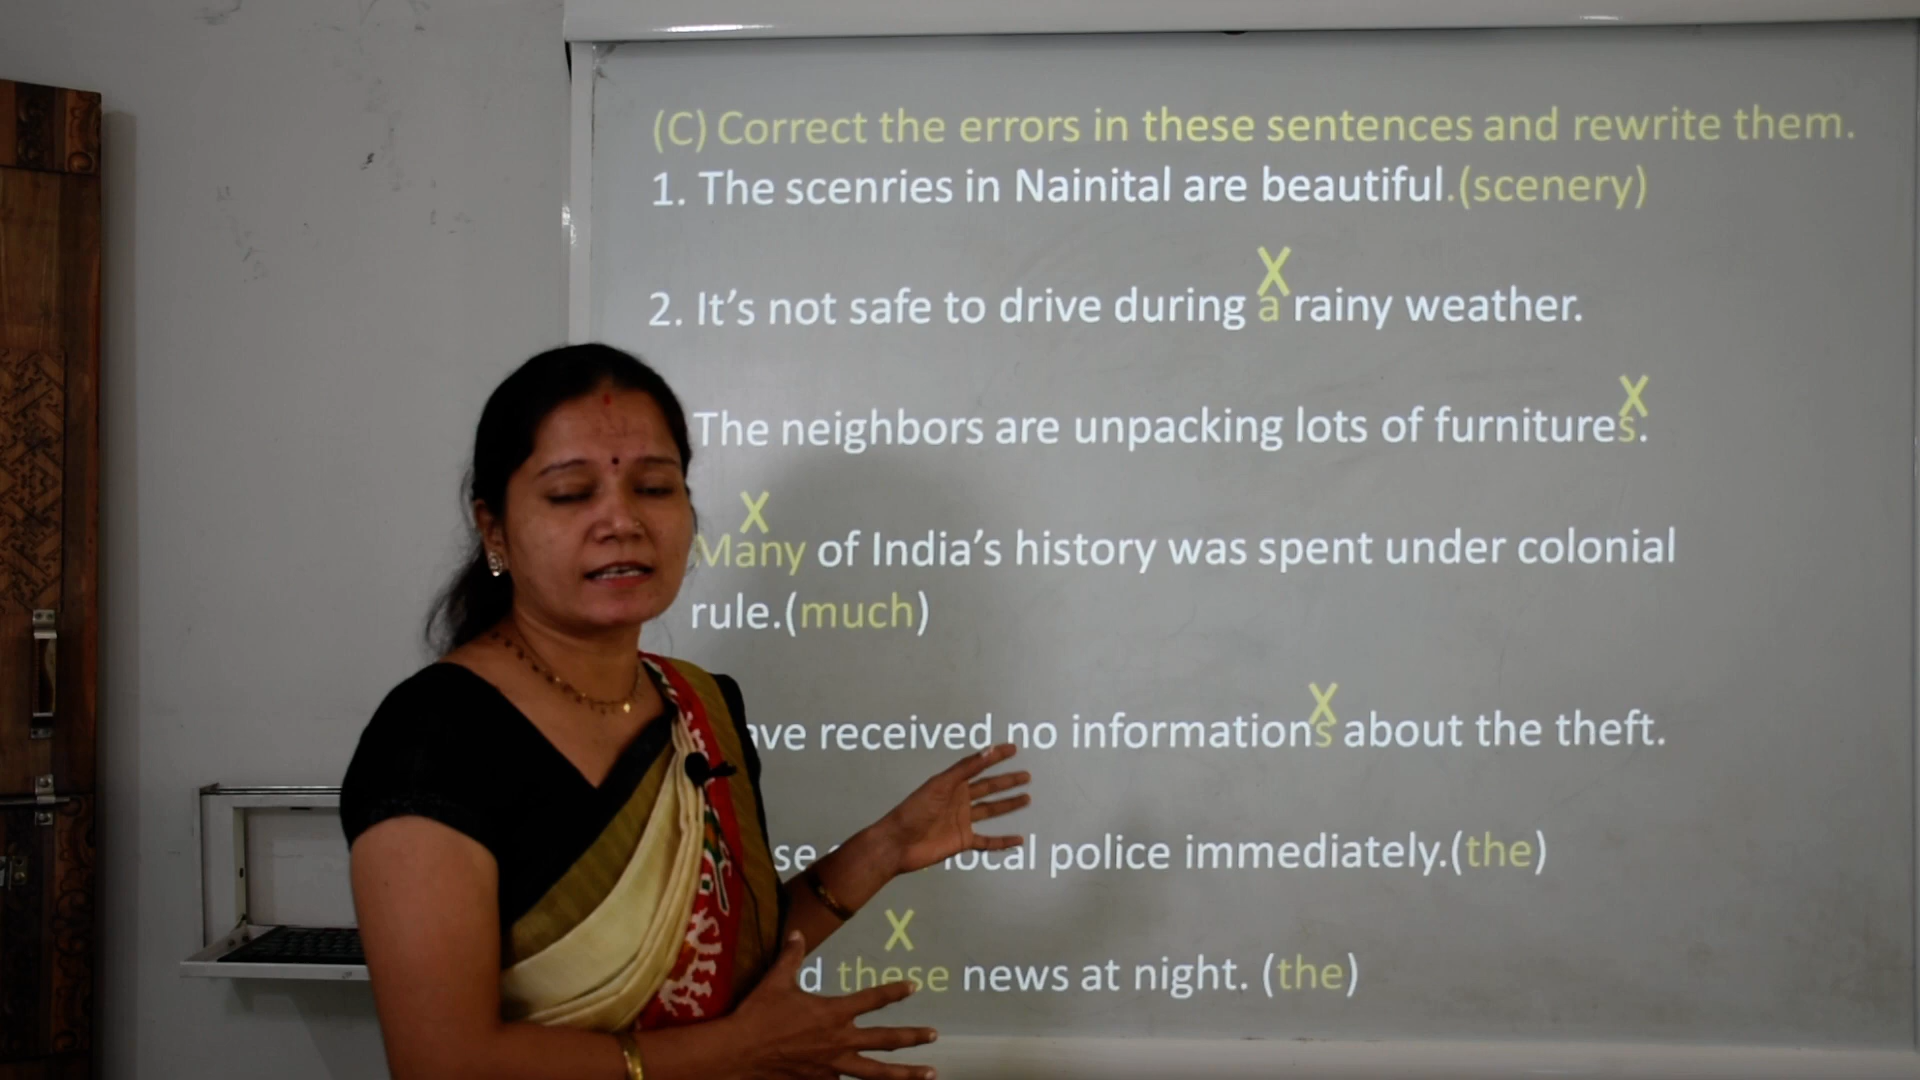 (C) Correct the errors in these sentences and rewrite them.
1. The scenries in Nainital are beautiful.(scenery)
X
2. It's not safe to drive during a rainy weather.
X
The neighbors are unpacking lots of furnitures.
X
Many of India's history was spent under colonial
rule.(much)
X
received no informations about the theft.
local police immediately.(the)
X
these news at night. (the)